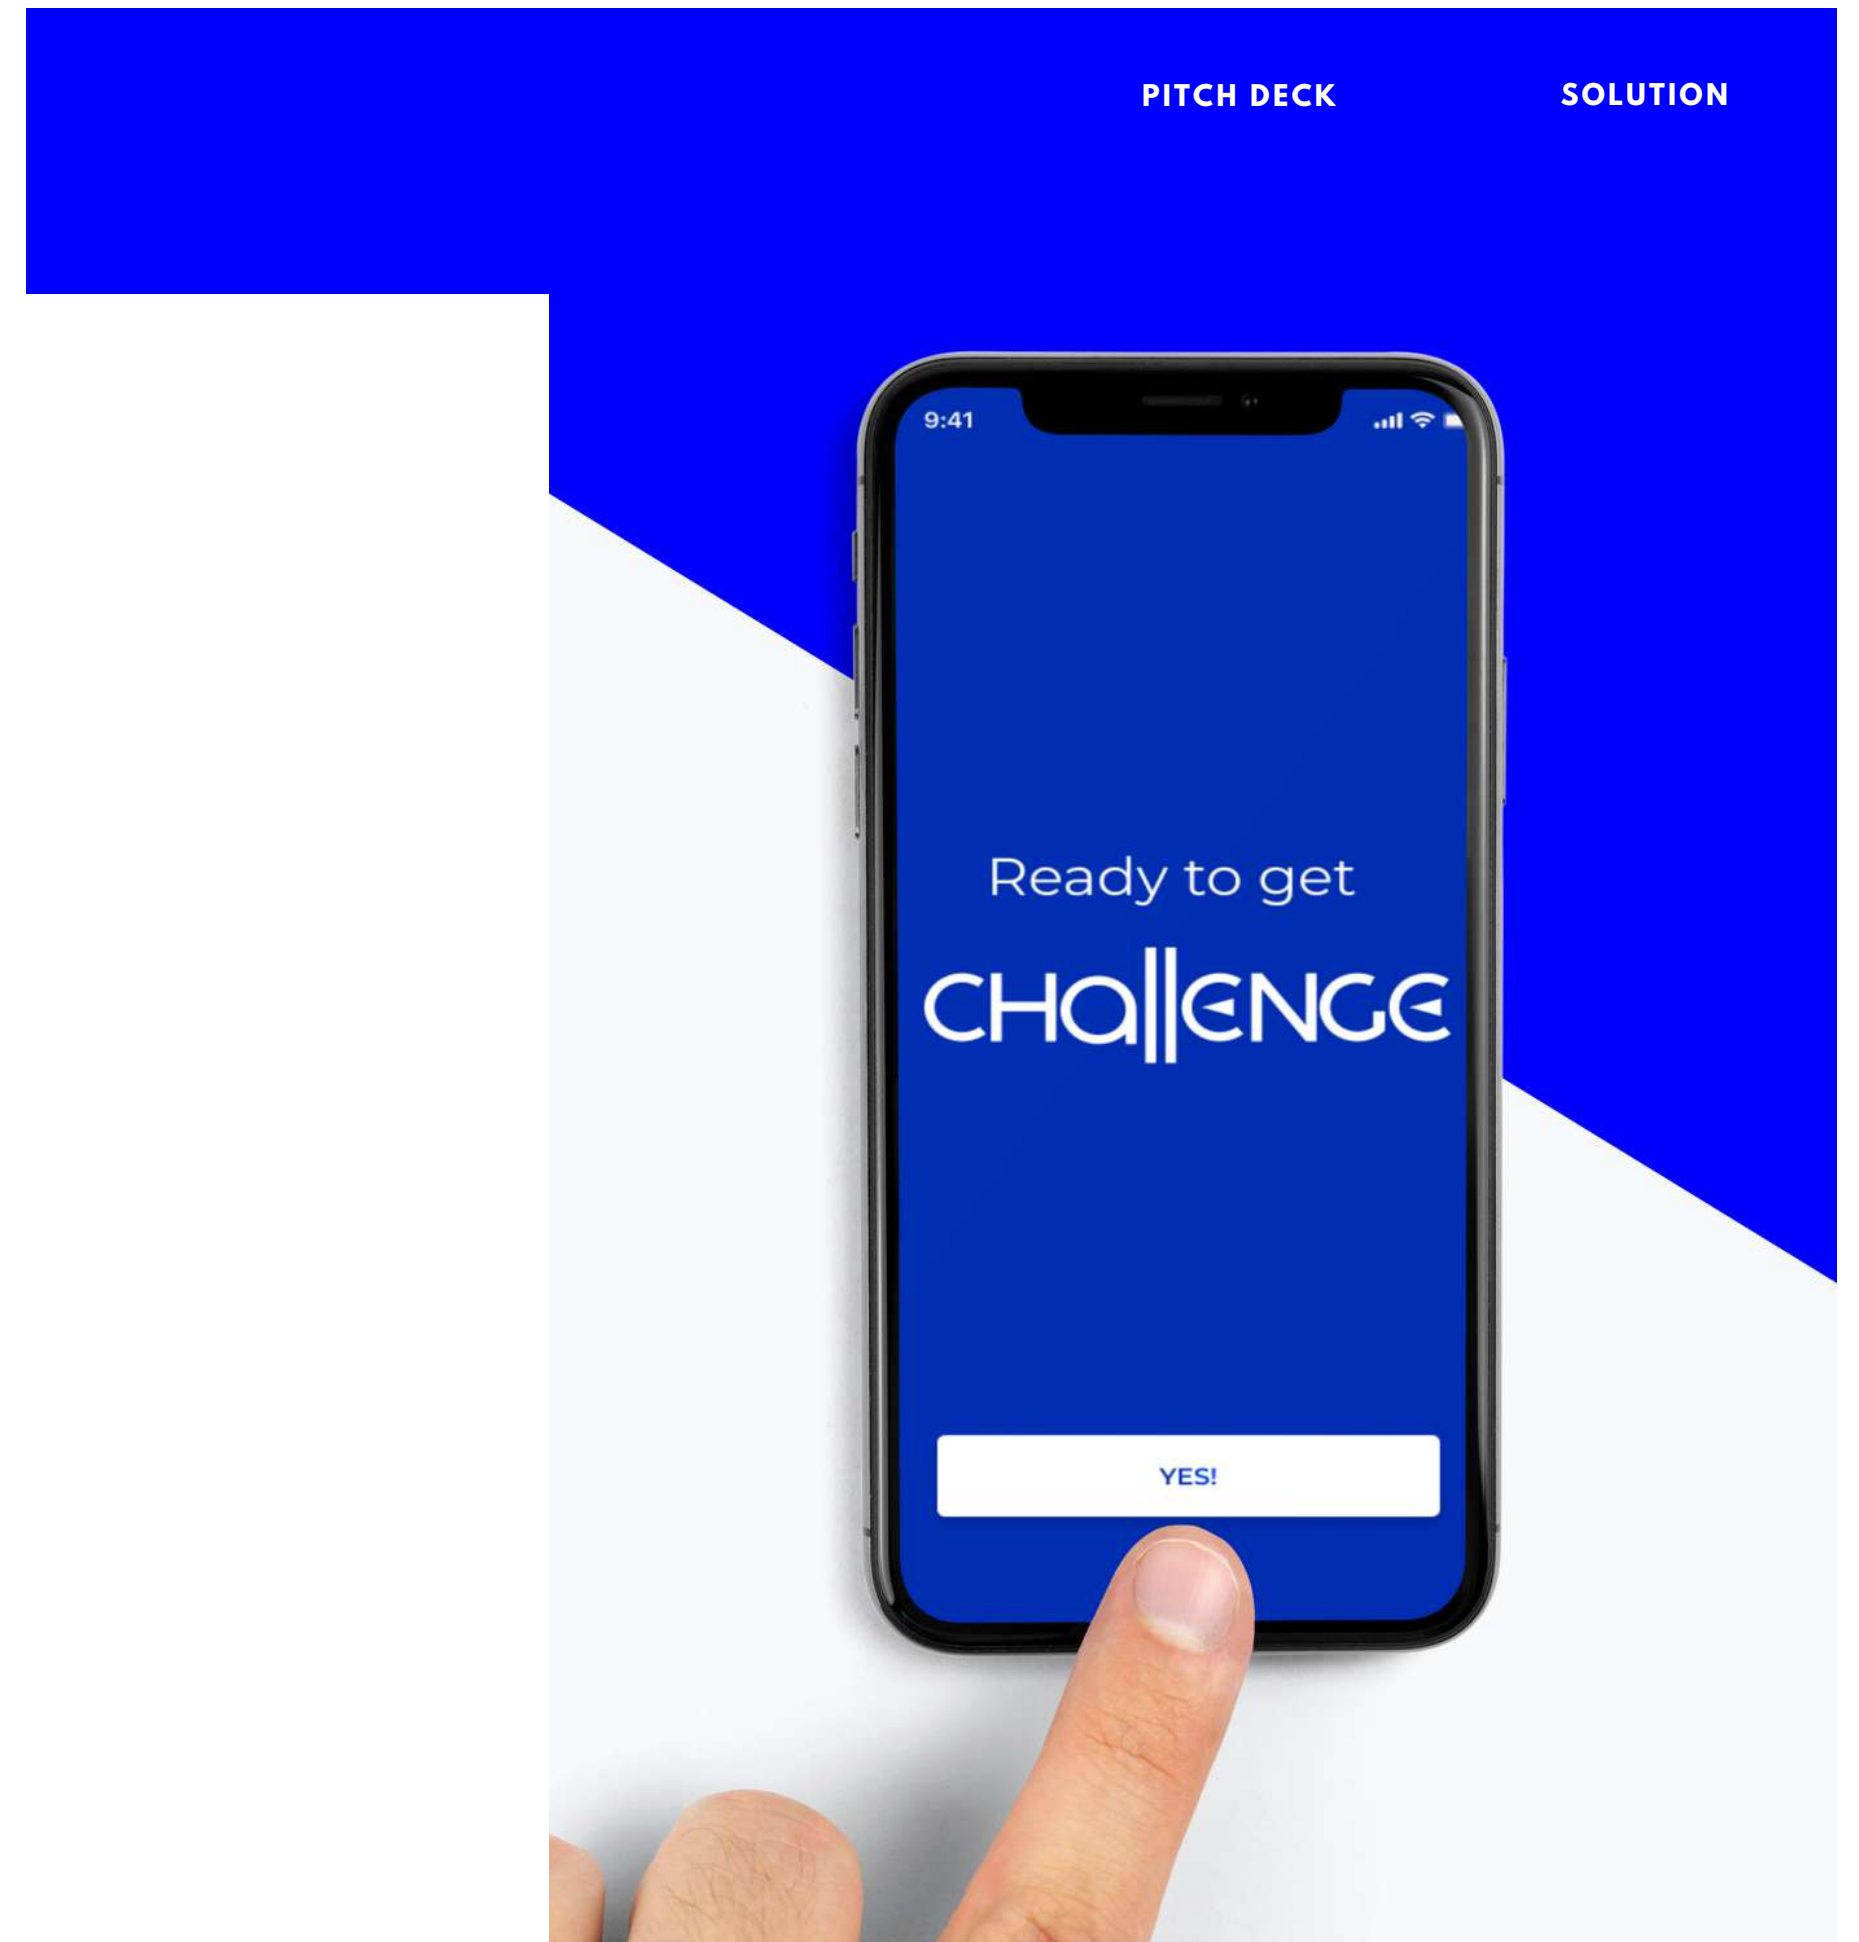 PITCH DECK
SOLUTION
9:41
Ready to get
CHallENGE
YES!